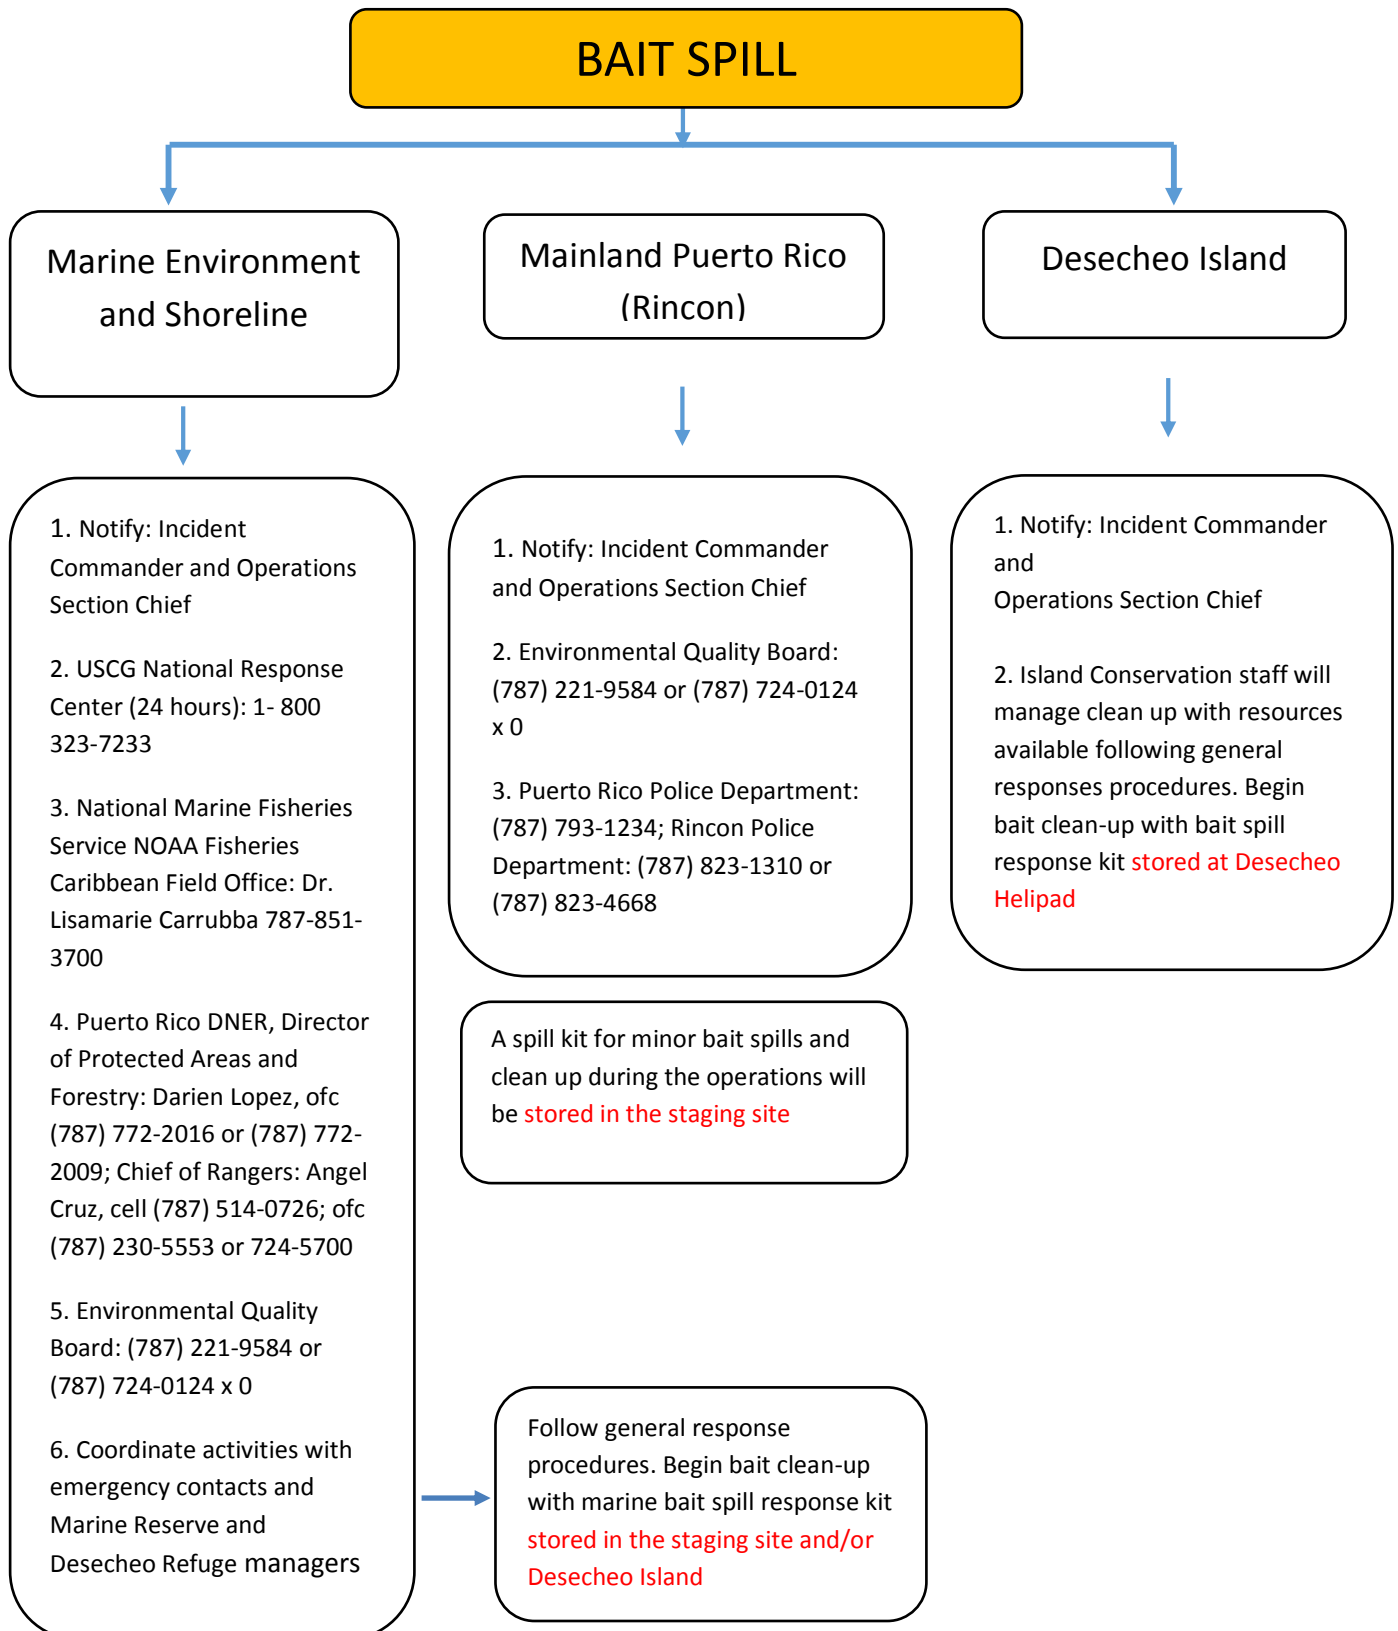 BAIT SPILL
Marine Environment
and Shoreline
Mainland Puerto Rico
(Rincon)
Desecheo Island
1. Notify: Incident
Commander and Operations
Section Chief
2. USCG National Response
Center (24 hours): 1- 800
323-7233
3. National Marine Fisheries
Service NOAA Fisheries
Caribbean Field Office: Dr.
Lisamarie Carrubba 787-851-
3700
4. Puerto Rico DNER, Director
of Protected Areas and
Forestry: Darien Lopez, ofc
(787) 772-2016 or (787) 772-
2009; Chief of Rangers: Angel
Cruz, cell (787) 514-0726; ofc
(787) 230-5553 or 724-5700
5. Environmental Quality
Board: (787) 221-9584 or
(787) 724-0124 x 0
6. Coordinate activities with
emergency contacts and
Marine Reserve and
Desecheo Refuge managers
1. Notify: Incident Commander
and Operations Section Chief
2. Environmental Quality Board:
(787) 221-9584 or (787) 724-0124
x 0
3. Puerto Rico Police Department:
(787) 793-1234; Rincon Police
Department: (787) 823-1310 or
(787) 823-4668
A spill kit for minor bait spills and
clean up during the operations will
be stored in the staging site
Follow general response
procedures. Begin bait clean-up
with marine bait spill response kit
stored in the staging site and/or
Desecheo Island
1. Notify: Incident Commander
and
Operations Section Chief
2. Island Conservation staff will
manage clean up with resources
available following general
responses procedures. Begin
bait clean-up with bait spill
response kit stored at Desecheo
Helipad